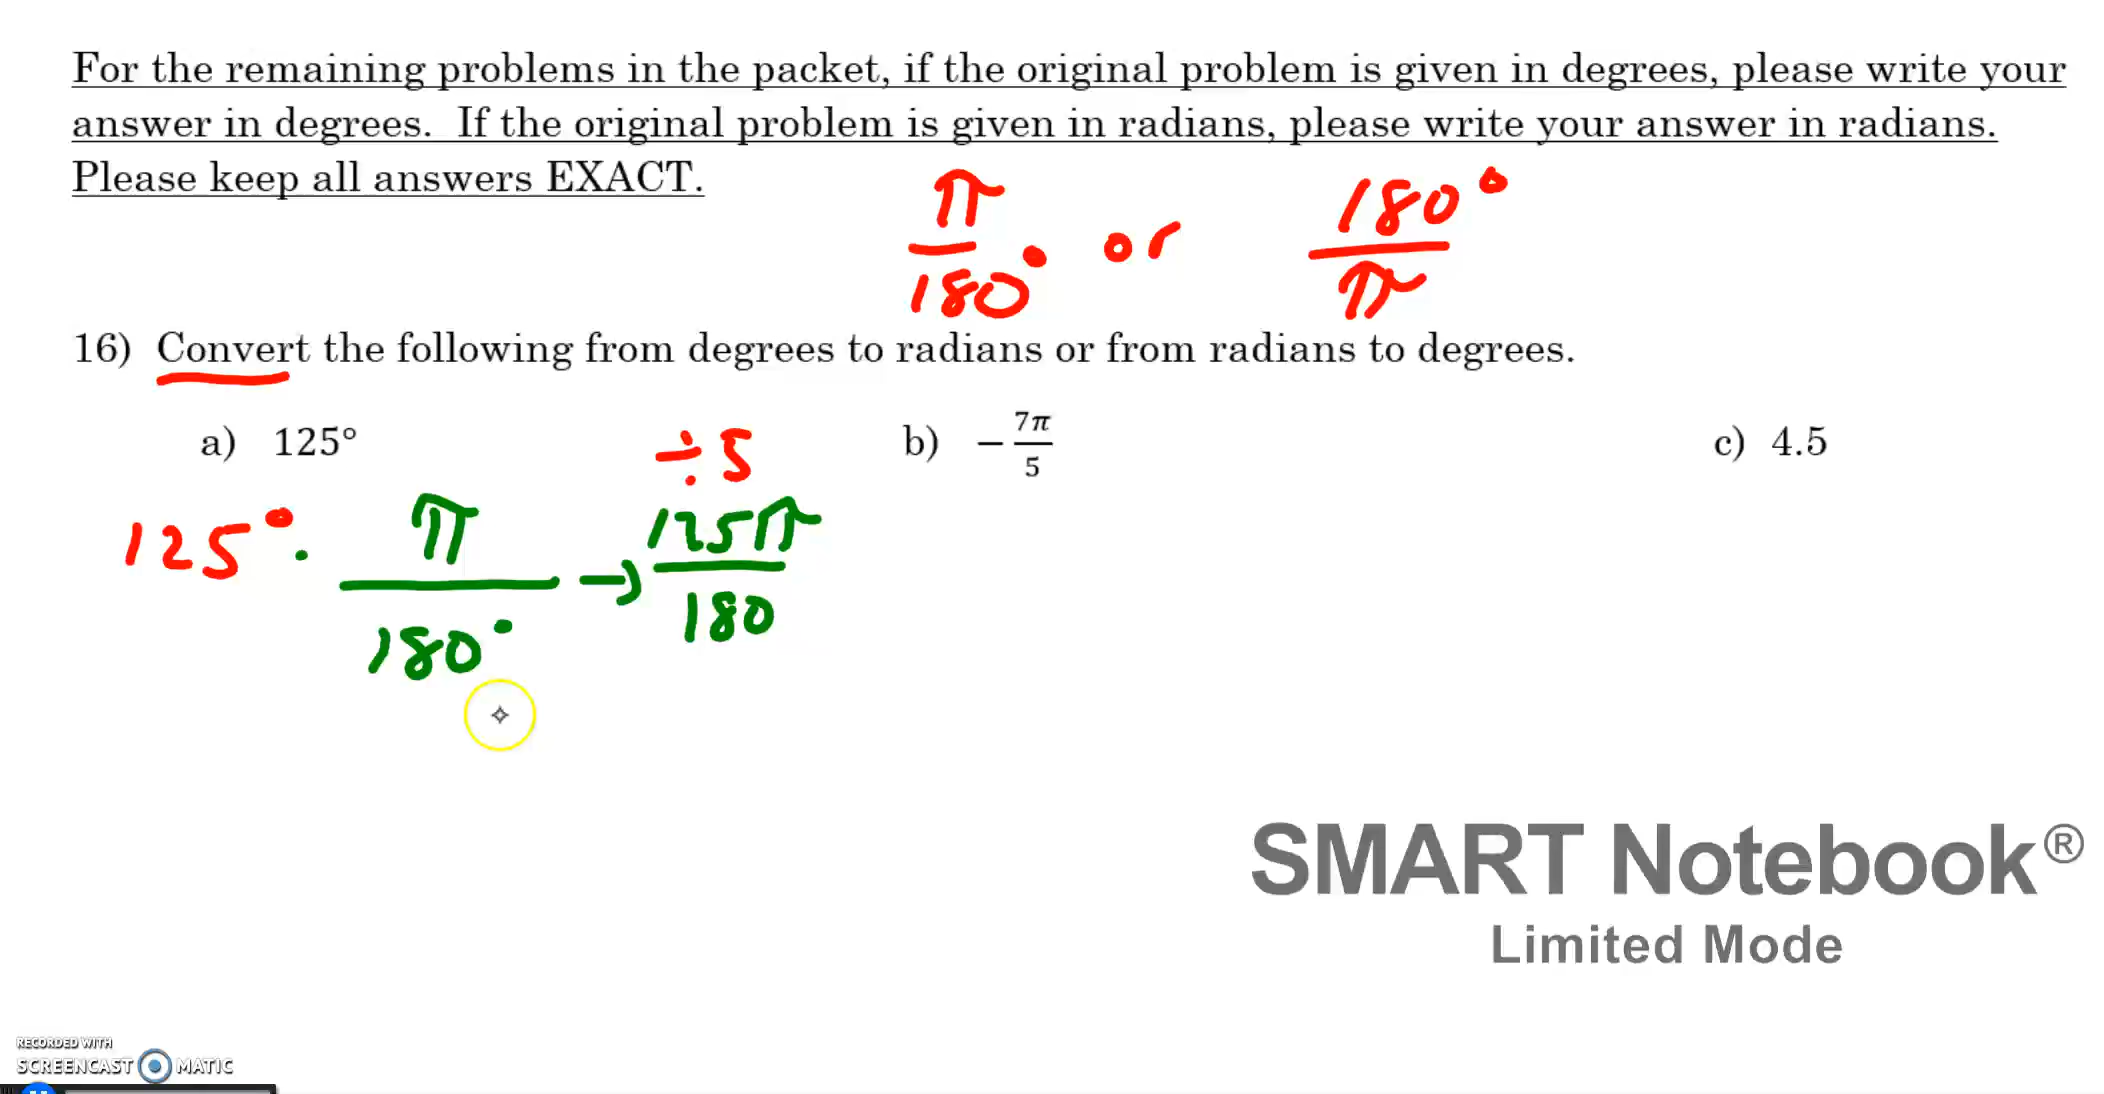 For the remaining problems in the packet, if the original problem is given in degrees, please write your
answer in degrees. If the original problem is given in radians, please write your answer in radians.
Please keep all answers EXACT.
π/180° or 180°/π
16) Convert the following from degrees to radians or from radians to degrees.
a) 125° b) −7π/5 c) 4.5
÷5
125° · π/180° → 125π/180
SMART Notebook®
Limited Mode
RECORDED WITH
SCREENCAST MATIC